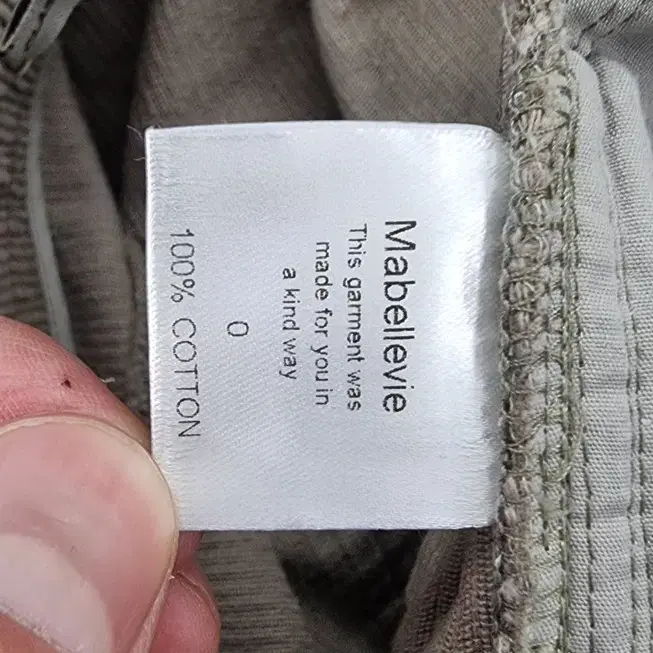 Mabellevie
This garment was
made for you in
a kind way
0
100% COTTON